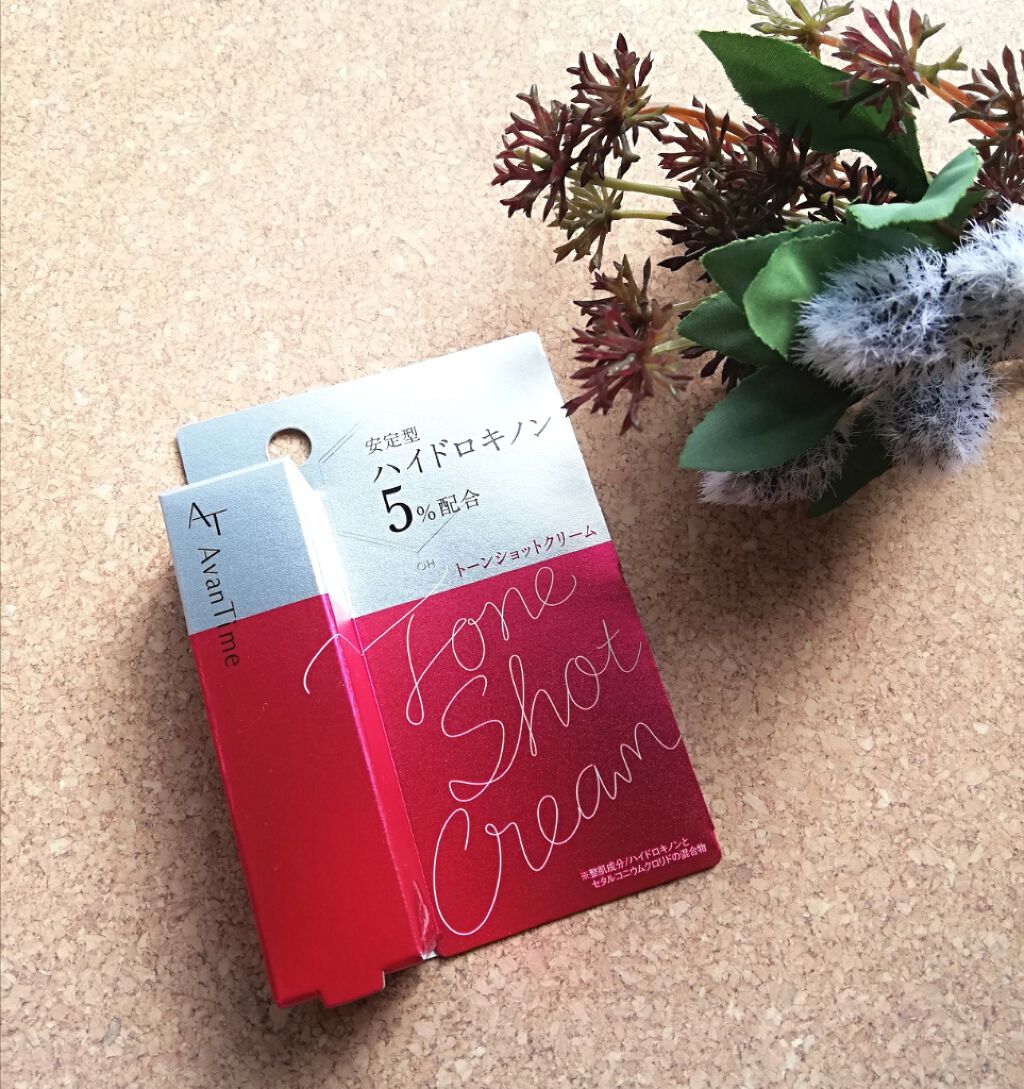 安定型
ハイドロキノン
5%配合
OH
トーンショットクリーム
Tone
Shot
Cream
※整肌成分/ハイドロキノンと
セタルコニウムクロリドの混合物
AT
AvanTime